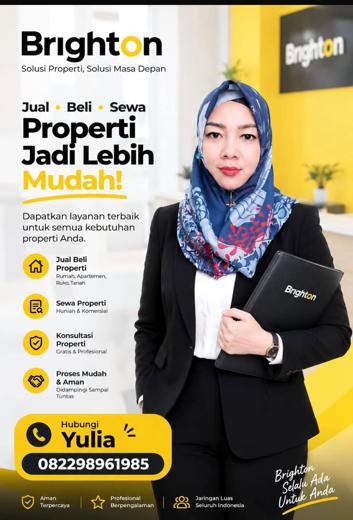 Brighton
Solusi Properti, Solusi Masa Depan
Brighton
Jual • Beli • Sewa
Properti
Jadi Lebih
Mudah!
Dapatkan layanan terbaik
untuk semua kebutuhan
properti Anda.
Jual Beli
Properti
Rumah, Apartemen,
Ruko, Tanah
Sewa Properti
Hunian & Komersial
Konsultasi
Properti
Gratis & Profesional
Proses Mudah
& Aman
Didampingi Sampai
Tuntas
Brighton
Hubungi
Yulia
082298961985
Brighton
Selalu Ada
Untuk Anda
Aman
Terpercaya
Profesional
Berpengalaman
Jaringan Luas
Seluruh Indonesia